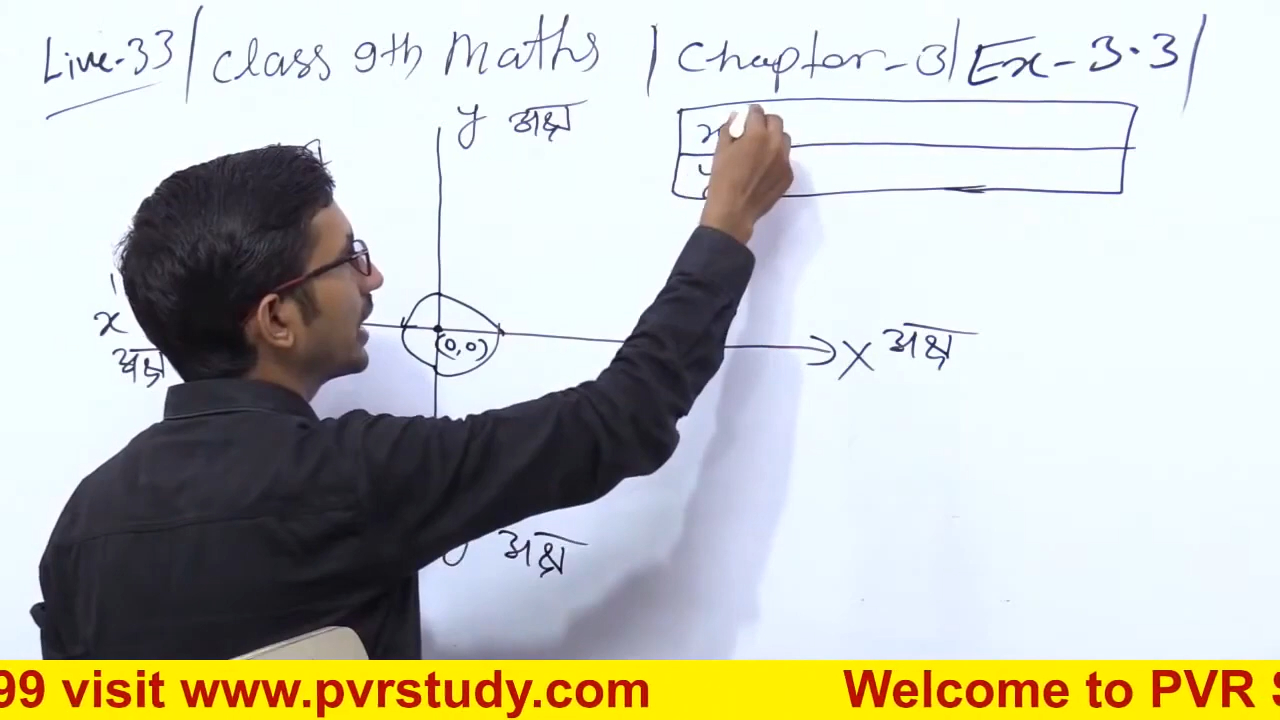 Live-33 | Class 9th Maths | Chapter-3 | Ex-3.3 |
y अक्ष
x
y
x'
अक्ष
(0,0)
X अक्ष
अक्ष
99 visit www.pvrstudy.com Welcome to PVR S